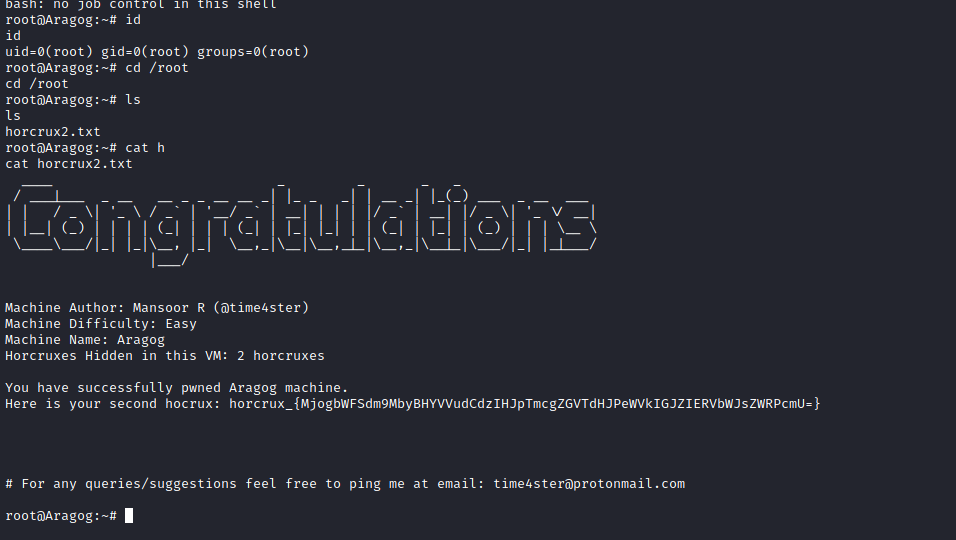 bash: no job control in this shell
root@Aragog:~# id
id
uid=0(root) gid=0(root) groups=0(root)
root@Aragog:~# cd /root
cd /root
root@Aragog:~# ls
ls
horcrux2.txt
root@Aragog:~# cat h
cat horcrux2.txt
Congratulations
Machine Author: Mansoor R (@time4ster)
Machine Difficulty: Easy
Machine Name: Aragog
Horcruxes Hidden in this VM: 2 horcruxes
You have successfully pwned Aragog machine.
Here is your second hocrux: horcrux_{MjogbWFSdm9MbyBHYVVudCdzIHJpTmcgZGVTdHJPeWVkIGJZIERVbWJsZWRPcmU=}
# For any queries/suggestions feel free to ping me at email: time4ster@protonmail.com
root@Aragog:~#